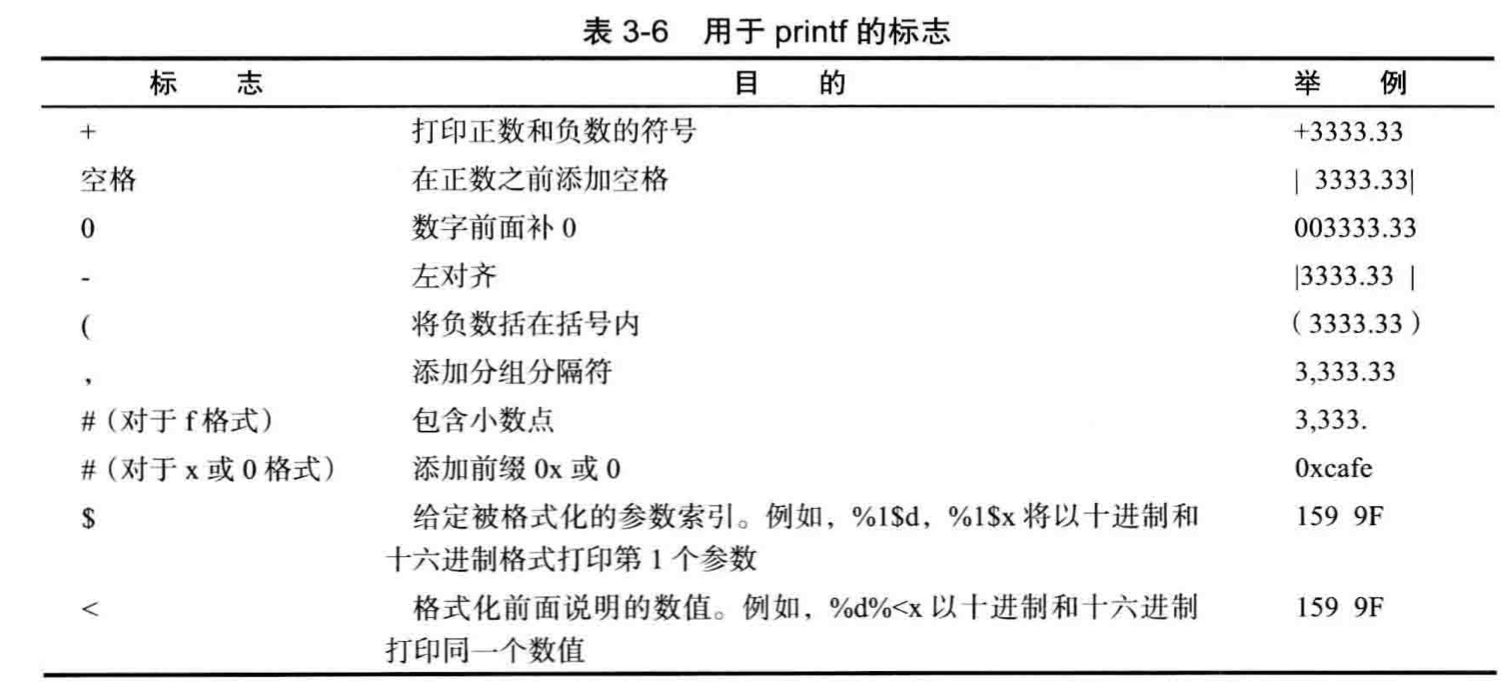 表 3-6 用于 printf 的标志
标 志 目 的 举 例
+ 打印正数和负数的符号 +3333.33
空格 在正数之前添加空格 | 3333.33|
0 数字前面补 0 003333.33
- 左对齐 |3333.33 |
( 将负数括在括号内 （3333.33）
, 添加分组分隔符 3,333.33
#（对于 f 格式） 包含小数点 3,333.
#（对于 x 或 0 格式） 添加前缀 0x 或 0 0xcafe
$ 给定被格式化的参数索引。例如，%1$d，%1$x 将以十进制和 159 9F
十六进制格式打印第 1 个参数
< 格式化前面说明的数值。例如，%d%<x 以十进制和十六进制 159 9F
打印同一个数值